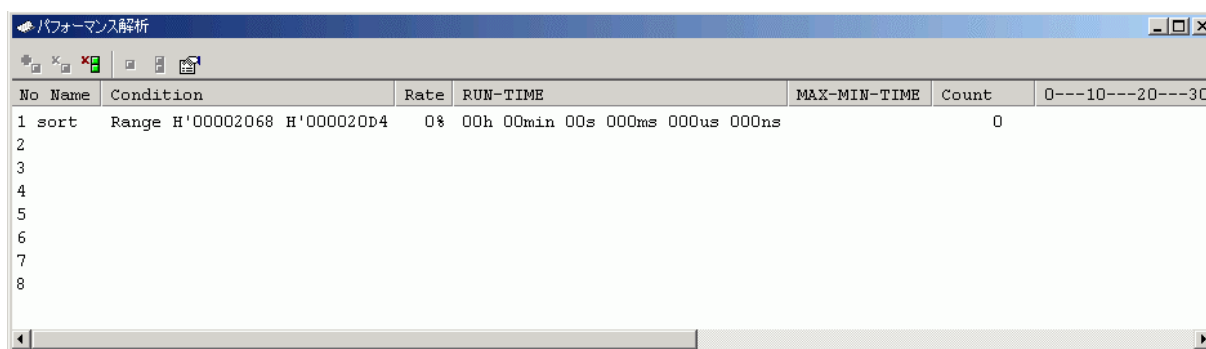 パフォーマンス解析
No Name Condition Rate RUN-TIME MAX-MIN-TIME Count 0---10---20---30
1 sort Range H'00002068 H'000020D4 0% 00h 00min 00s 000ms 000us 000ns 0
2
3
4
5
6
7
8